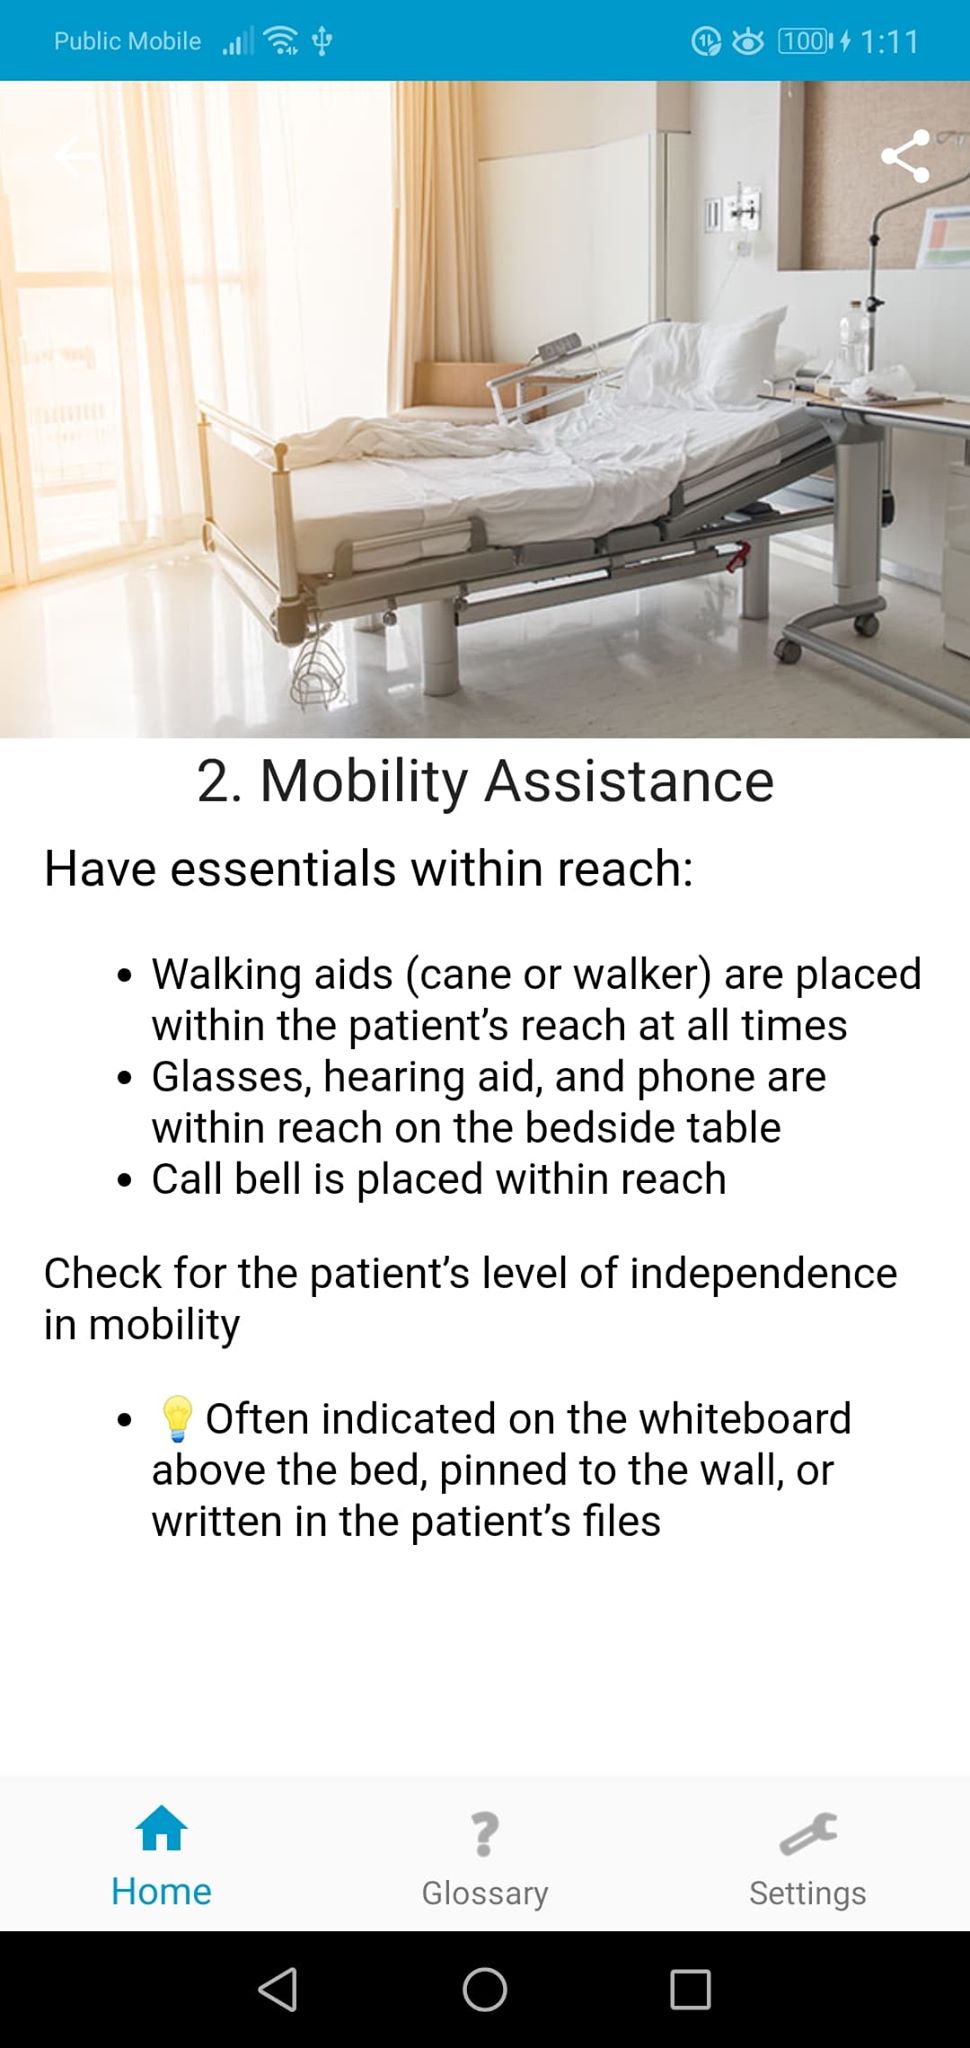 Public Mobile 100 1:11
2. Mobility Assistance
Have essentials within reach:
• Walking aids (cane or walker) are placed
within the patient’s reach at all times
• Glasses, hearing aid, and phone are
within reach on the bedside table
• Call bell is placed within reach
Check for the patient’s level of independence
in mobility
• 💡Often indicated on the whiteboard
above the bed, pinned to the wall, or
written in the patient’s files
Home Glossary Settings